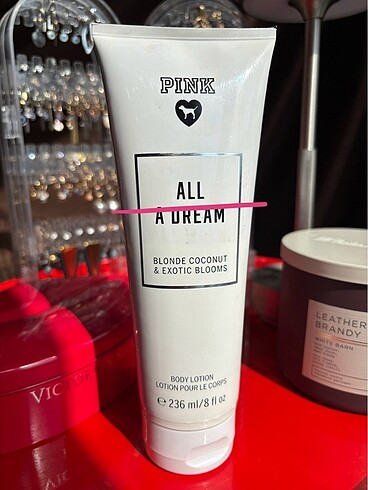 PINK
ALL
A DREAM
BLONDE COCONUT
& EXOTIC BLOOMS
BODY LOTION
LOTION POUR LE CORPS
℮ 236 ml/8 fl oz
VIC
LEATHER
BRANDY
WHITE BARN